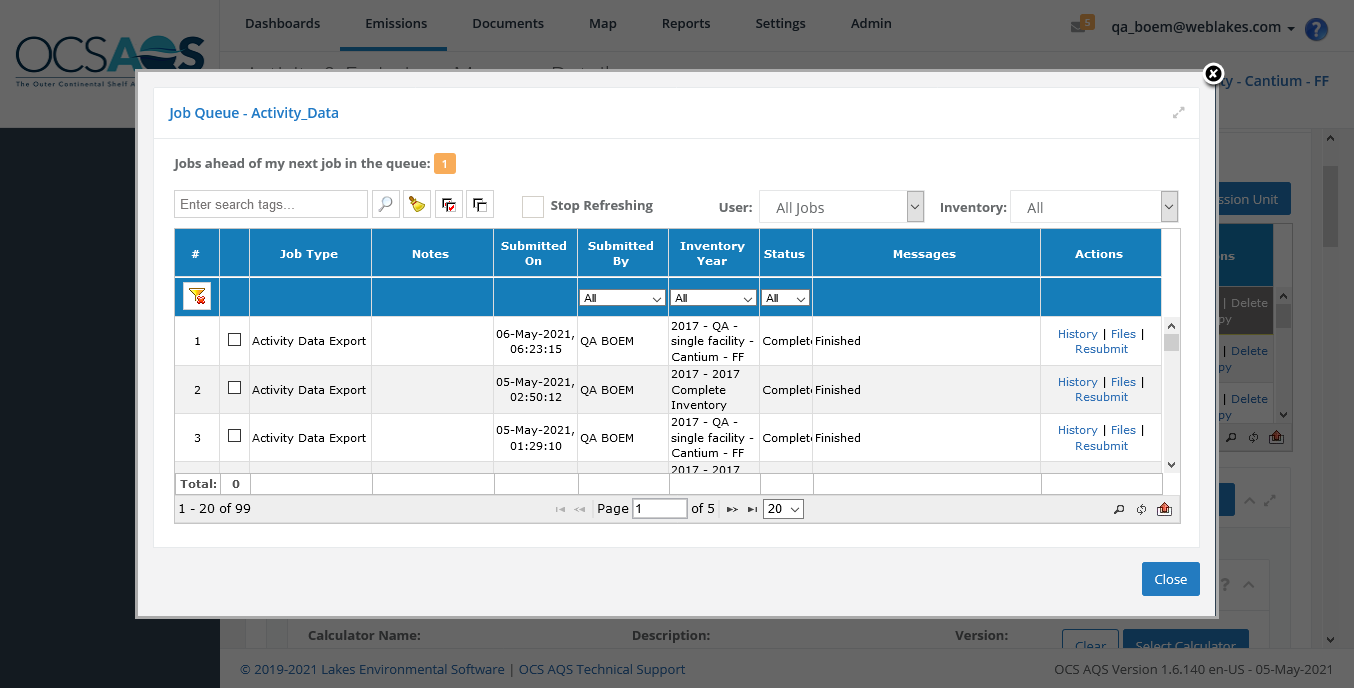 Dashboards Emissions Documents Map Reports Settings Admin
5 qa_boem@weblakes.com ?
OCSAQS
The Outer Continental Shelf A
ty - Cantium - FF
Job Queue - Activity_Data
Jobs ahead of my next job in the queue: 1
Enter search tags... Stop Refreshing User: All Jobs Inventory: All
ssion Unit
# Job Type Notes Submitted On Submitted By Inventory Year Status Messages Actions
ns
All All All
| Delete
py
1 Activity Data Export 06-May-2021, 06:23:15 QA BOEM 2017 - QA - single facility - Cantium - FF Complet Finished History | Files | Resubmit
| Delete
py
2 Activity Data Export 05-May-2021, 02:50:12 QA BOEM 2017 - 2017 Complete Inventory Complet Finished History | Files | Resubmit
| Delete
py
3 Activity Data Export 05-May-2021, 01:29:10 QA BOEM 2017 - QA - single facility - Cantium - FF Complet Finished History | Files | Resubmit
2017 - 2017
Total: 0
1 - 20 of 99 Page 1 of 5 20
Close
?
Calculator Name: Description: Version: Clear Select Calculator
© 2019-2021 Lakes Environmental Software | OCS AQS Technical Support OCS AQS Version 1.6.140 en-US - 05-May-2021